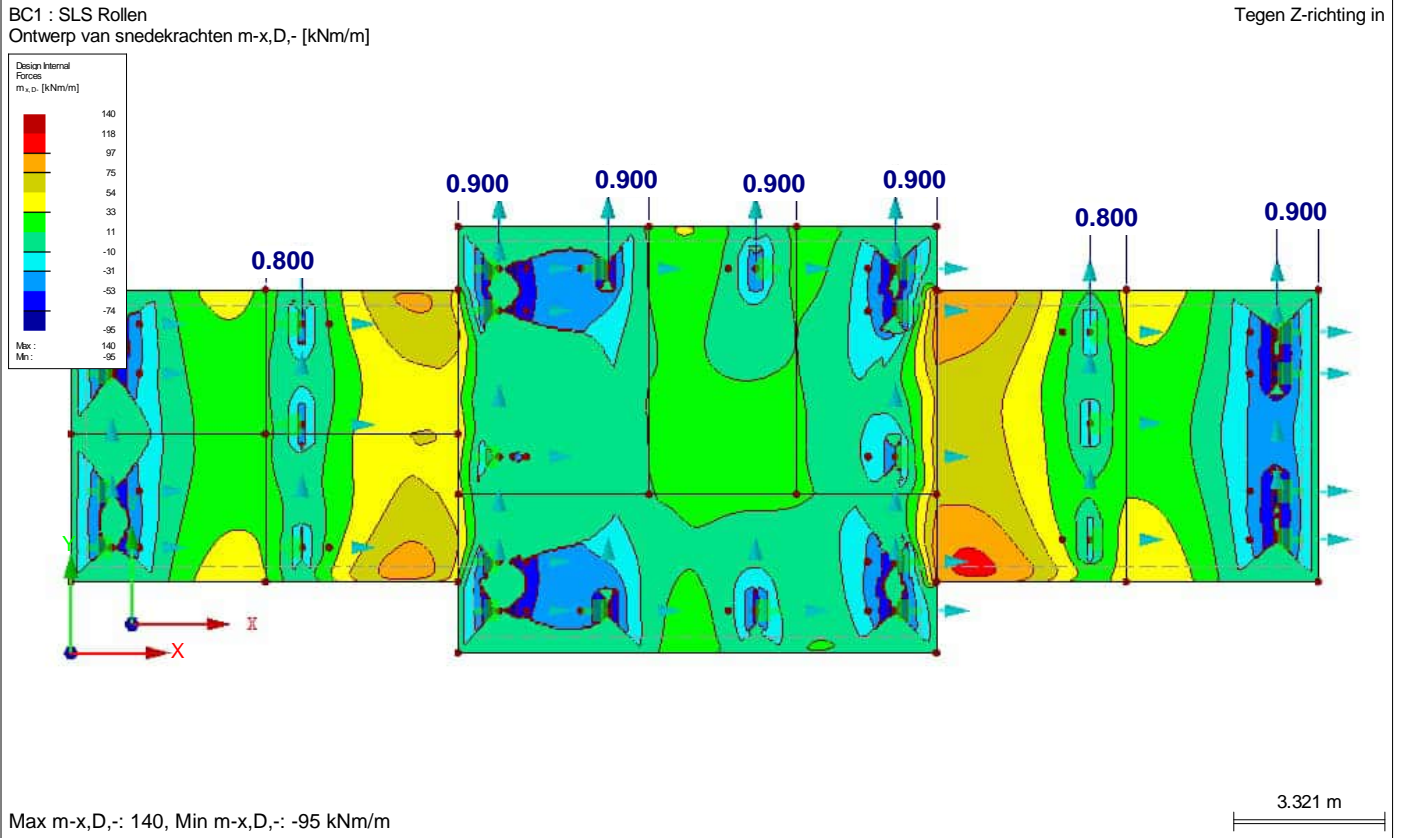 BC1 : SLS Rollen
Tegen Z-richting in
Ontwerp van snedekrachten m-x,D,- [kNm/m]
Design Internal
Forces
m x, D,- [kNm/m]
140
118
97
75
54
33
11
-10
-31
-53
-74
-95
Max : 140
Min : -95
0.900 0.900 0.900 0.900
0.800 0.900
0.800
Y
X
X
3.321 m
Max m-x,D,-: 140, Min m-x,D,-: -95 kNm/m